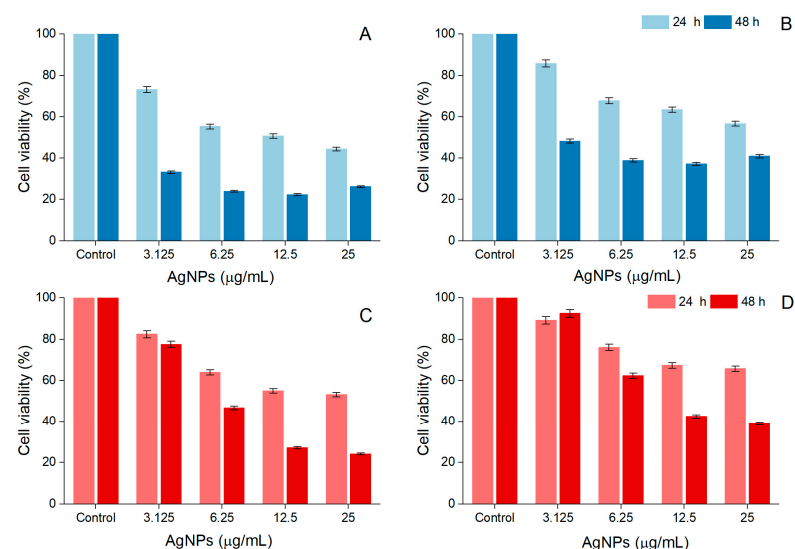 A
100
80
60
40
20
0
Cell viability (%)
Control 3.125 6.25 12.5 25
AgNPs (μg/mL)
24 h 48 h
B
100
80
60
40
20
0
Cell viability (%)
Control 3.125 6.25 12.5 25
AgNPs (μg/mL)
C
100
80
60
40
20
0
Cell viability (%)
Control 3.125 6.25 12.5 25
AgNPs (μg/mL)
24 h 48 h
D
100
80
60
40
20
0
Cell viability (%)
Control 3.125 6.25 12.5 25
AgNPs (μg/mL)